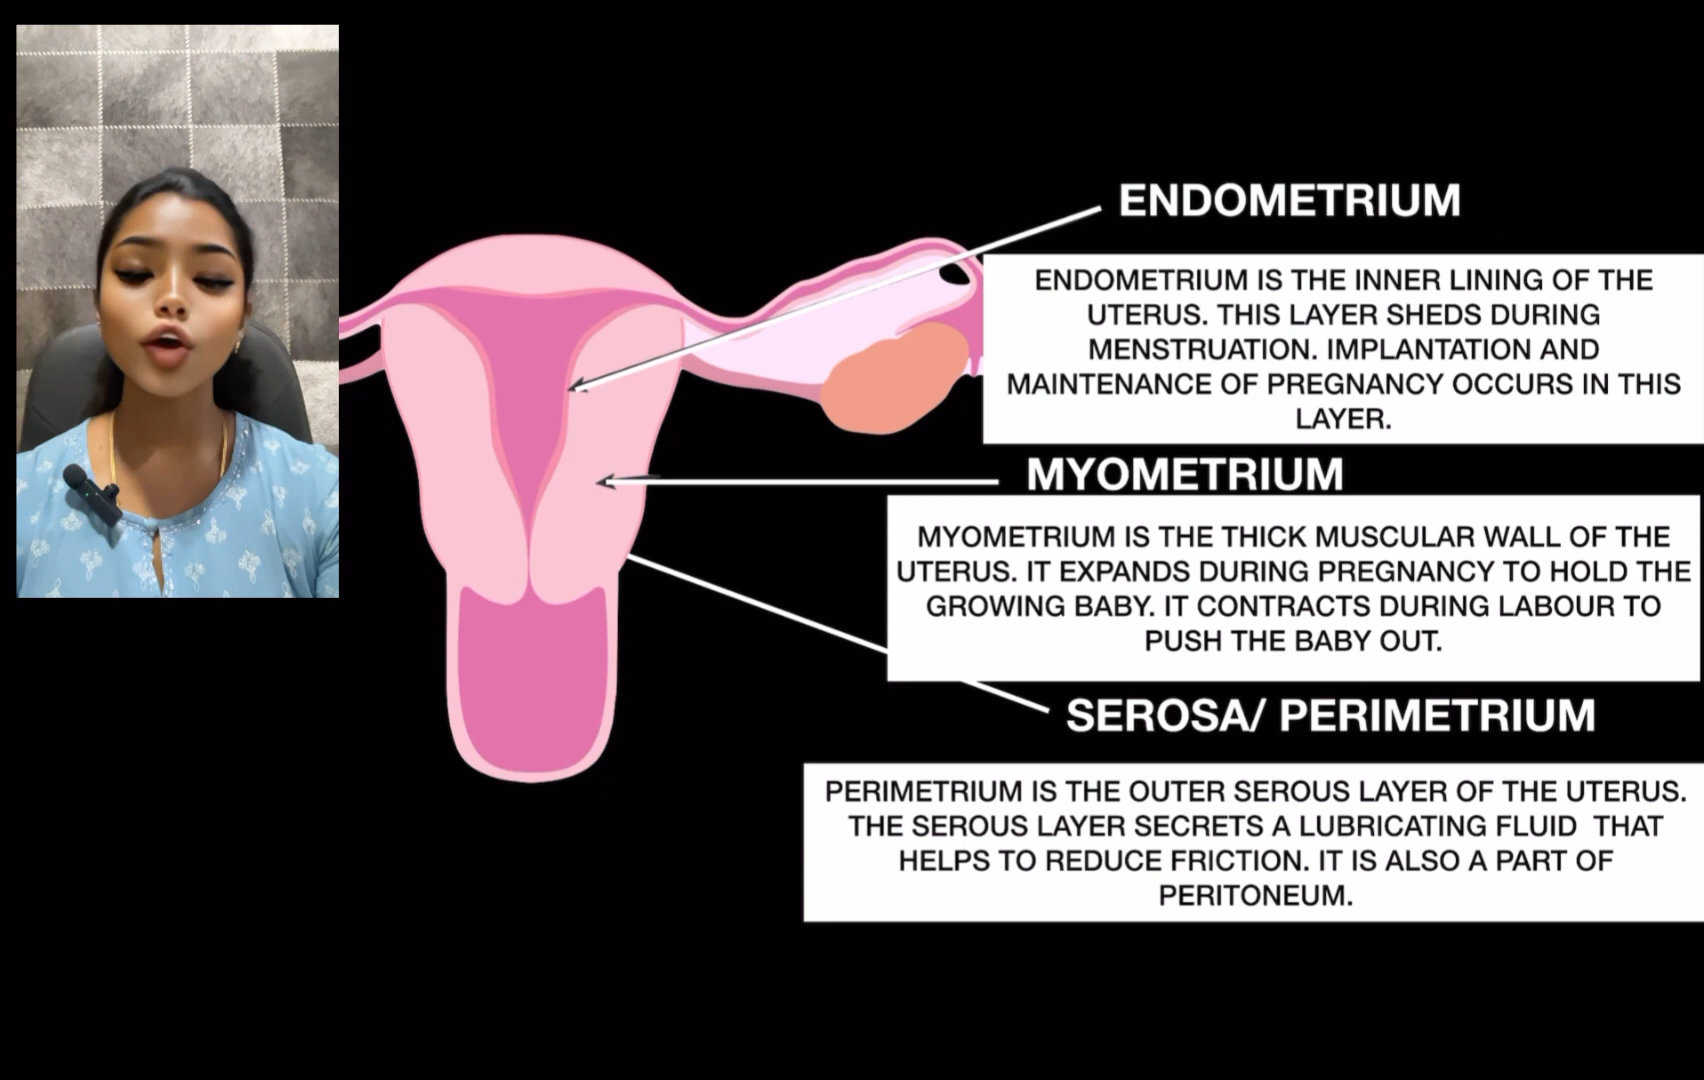 ENDOMETRIUM
ENDOMETRIUM IS THE INNER LINING OF THE
UTERUS. THIS LAYER SHEDS DURING
MENSTRUATION. IMPLANTATION AND
MAINTENANCE OF PREGNANCY OCCURS IN THIS
LAYER.
MYOMETRIUM
MYOMETRIUM IS THE THICK MUSCULAR WALL OF THE
UTERUS. IT EXPANDS DURING PREGNANCY TO HOLD THE
GROWING BABY. IT CONTRACTS DURING LABOUR TO
PUSH THE BABY OUT.
SEROSA/ PERIMETRIUM
PERIMETRIUM IS THE OUTER SEROUS LAYER OF THE UTERUS.
THE SEROUS LAYER SECRETS A LUBRICATING FLUID  THAT
HELPS TO REDUCE FRICTION. IT IS ALSO A PART OF
PERITONEUM.